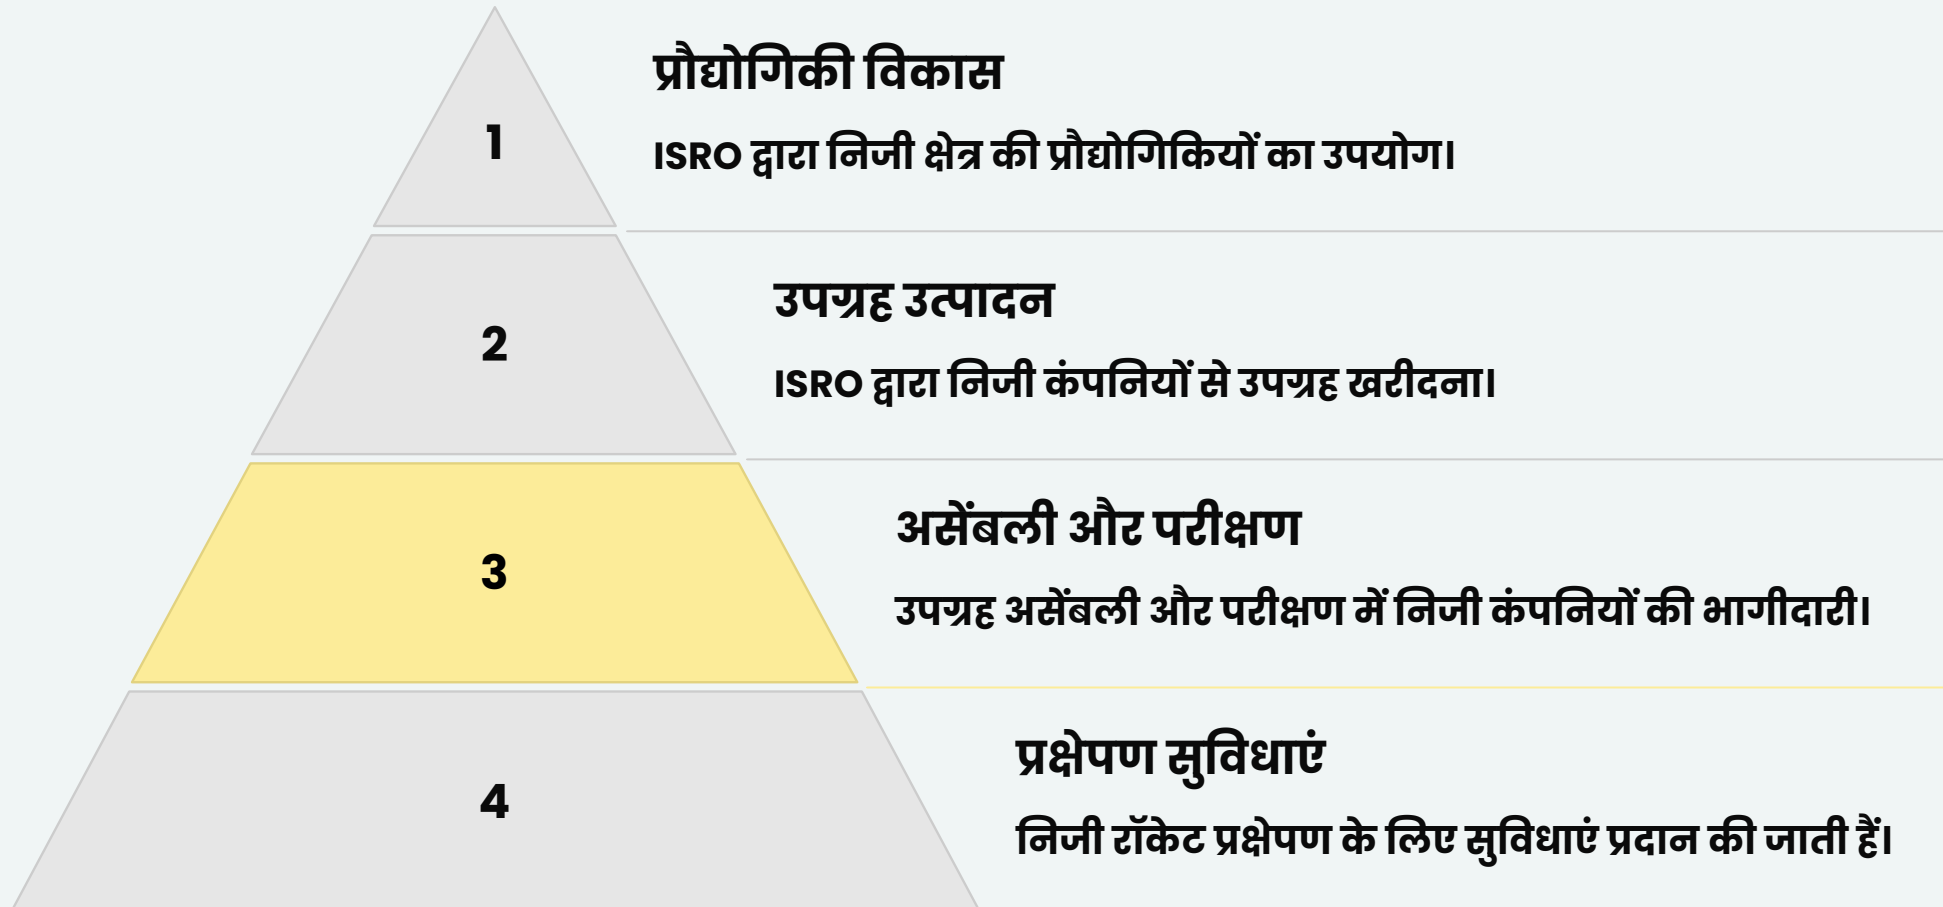 1
प्रौद्योगिकी विकास
ISRO द्वारा निजी क्षेत्र की प्रौद्योगिकियों का उपयोग।
2
उपग्रह उत्पादन
ISRO द्वारा निजी कंपनियों से उपग्रह खरीदना।
3
असेंबली और परीक्षण
उपग्रह असेंबली और परीक्षण में निजी कंपनियों की भागीदारी।
4
प्रक्षेपण सुविधाएं
निजी रॉकेट प्रक्षेपण के लिए सुविधाएं प्रदान की जाती हैं।